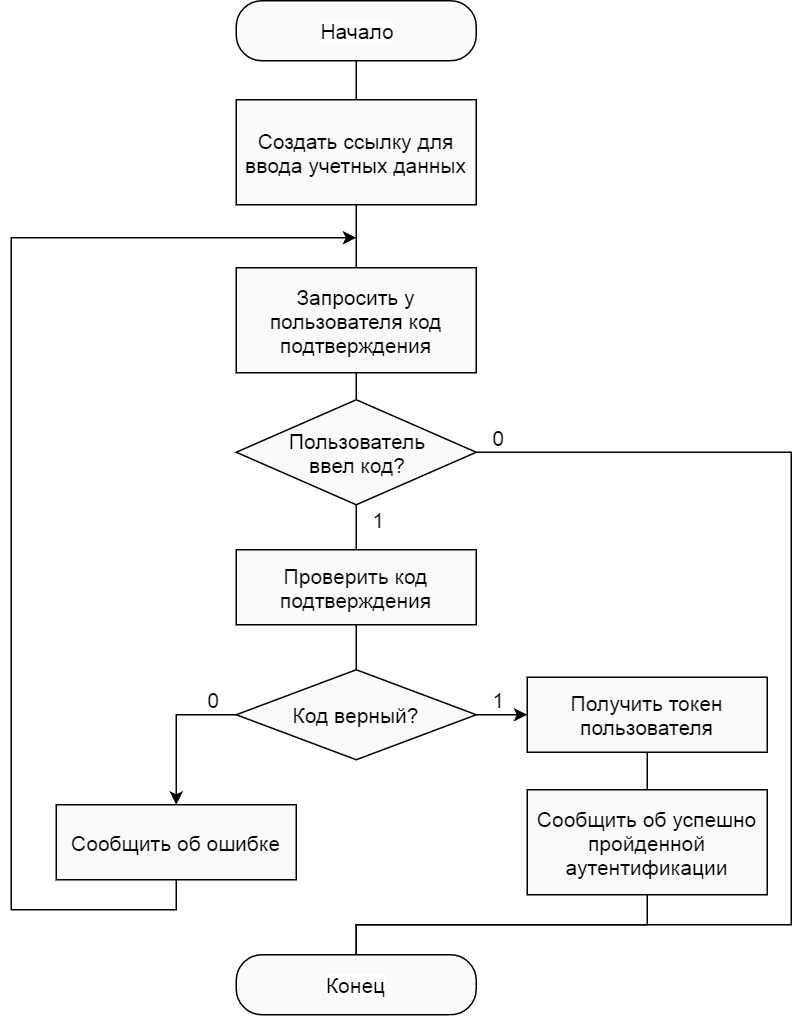 Начало
Создать ссылку для
ввода учетных данных
Запросить у
пользователя код
подтверждения
Пользователь
ввел код?
0
1
Проверить код
подтверждения
Код верный?
0
1
Получить токен
пользователя
Сообщить об ошибке
Сообщить об успешно
пройденной
аутентификации
Конец